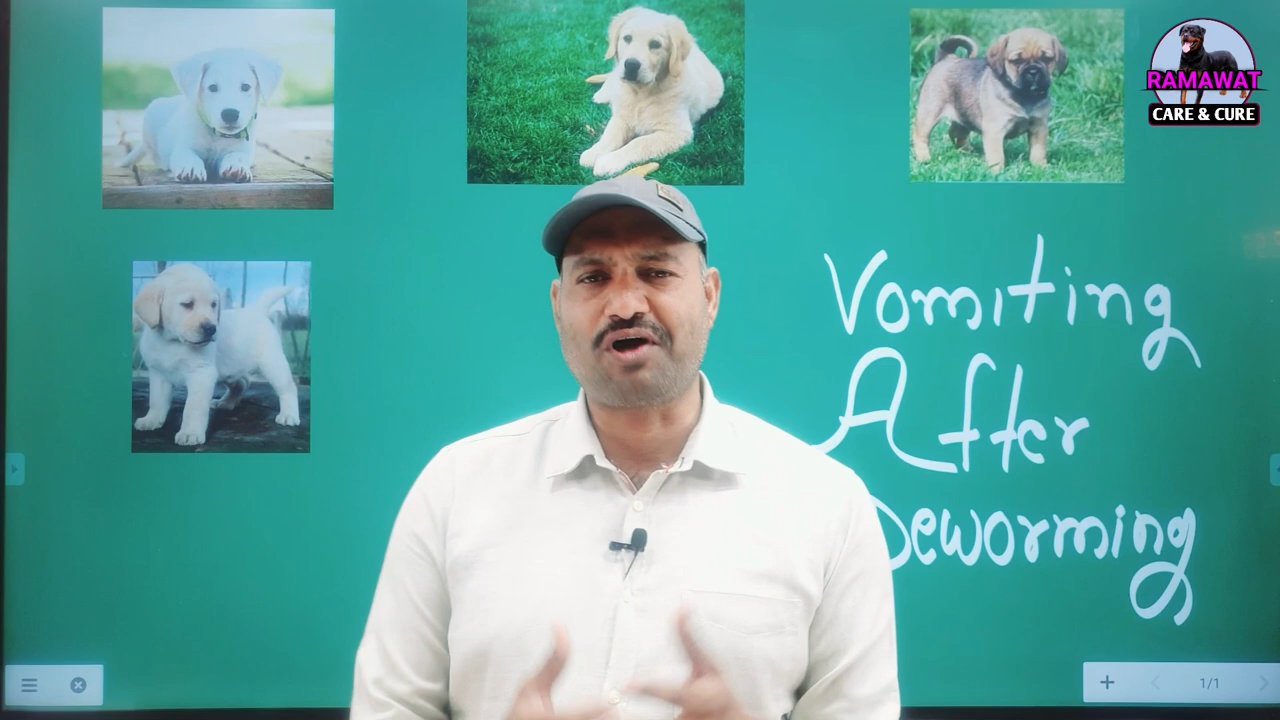 RAMAWAT
CARE & CURE
Vomiting
After
Deworming
1/1